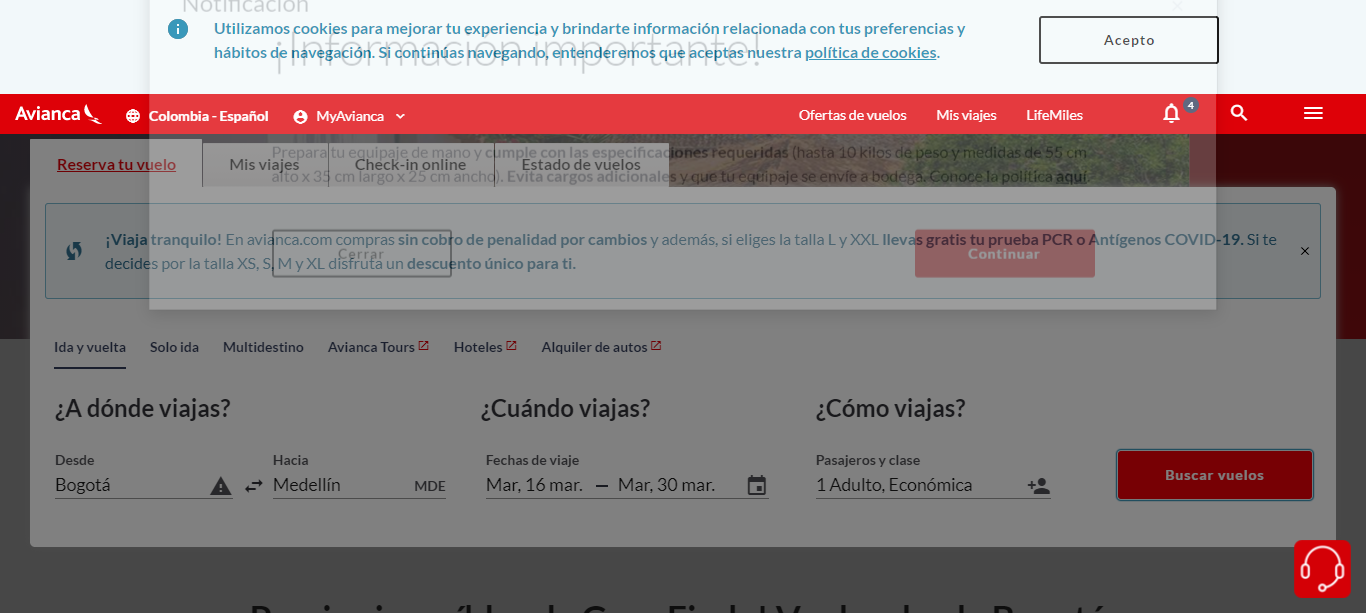 Notificación
Utilizamos cookies para mejorar tu experiencia y brindarte información relacionada con tus preferencias y
hábitos de navegación. Si continúas navegando, entenderemos que aceptas nuestra política de cookies.
Acepto
¡Información importante!
Avianca
Colombia - Español
MyAvianca
Ofertas de vuelos
Mis viajes
LifeMiles
4
Prepara tu equipaje de mano y cumple con las especificaciones requeridas (hasta 10 kilos de peso y medidas de 55 cm
alto x 35 cm largo x 25 cm ancho). Evita cargos adicionales y que tu equipaje se envíe a bodega. Conoce la política aquí.
Reserva tu vuelo
Mis viajes
Check-in online
Estado de vuelos
¡Viaja tranquilo! En avianca.com compras sin cobro de penalidad por cambios y además, si eliges la talla L y XXL llevas gratis tu prueba PCR o Antígenos COVID-19. Si te
decides por la talla XS, S, M y XL disfruta un descuento único para ti.
Cerrar
Continuar
Ida y vuelta
Solo ida
Multidestino
Avianca Tours
Hoteles
Alquiler de autos
¿A dónde viajas?
¿Cuándo viajas?
¿Cómo viajas?
Desde
Hacia
Fechas de viaje
Pasajeros y clase
Bogotá
Medellín
MDE
Mar, 16 mar. — Mar, 30 mar.
1 Adulto, Económica
Buscar vuelos